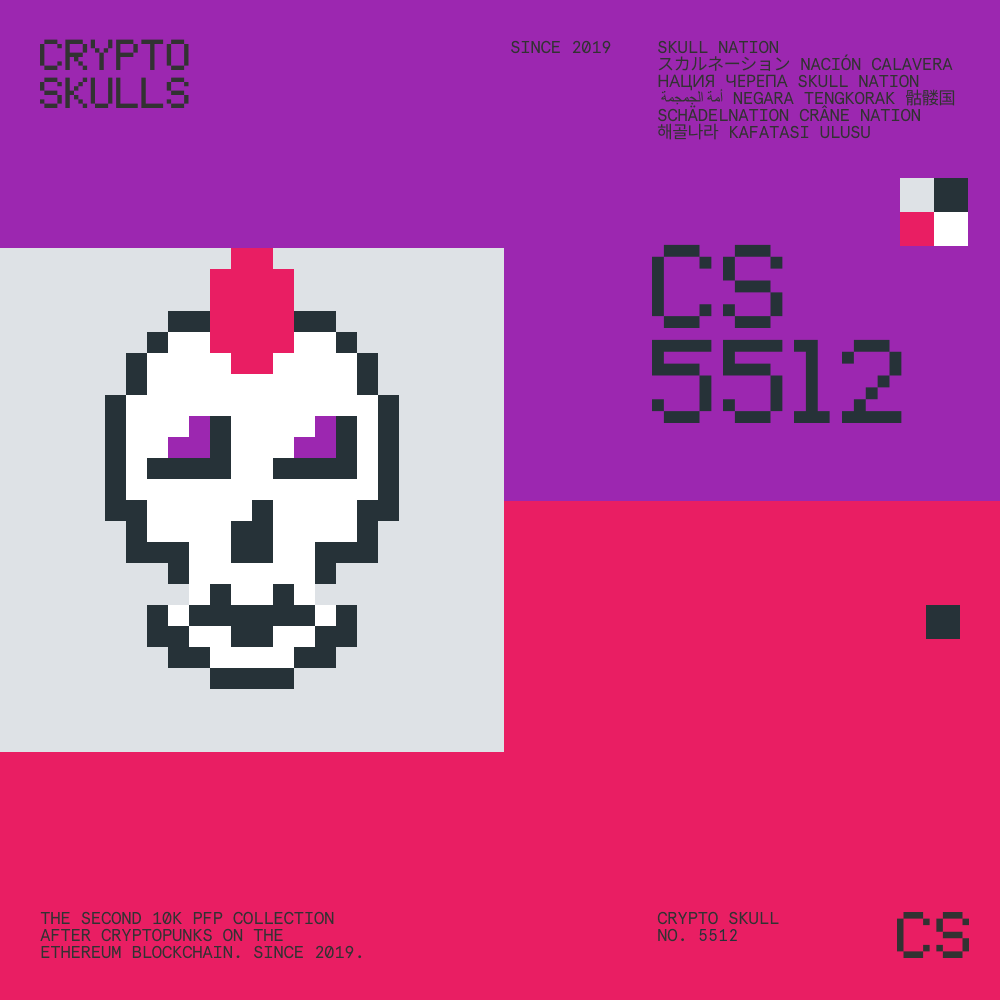 CRYPTO
SKULLS
SINCE 2019
SKULL NATION
スカルネーション NACIÓN CALAVERA
НАЦИЯ ЧЕРЕПА SKULL NATION
أمة الجمجمة NEGARA TENGKORAK 骷髅国
SCHÄDELNATION CRÂNE NATION
해골나라 KAFATASI ULUSU
CS
5512
THE SECOND 10K PFP COLLECTION
AFTER CRYPTOPUNKS ON THE
ETHEREUM BLOCKCHAIN. SINCE 2019.
CRYPTO SKULL
NO. 5512
CS